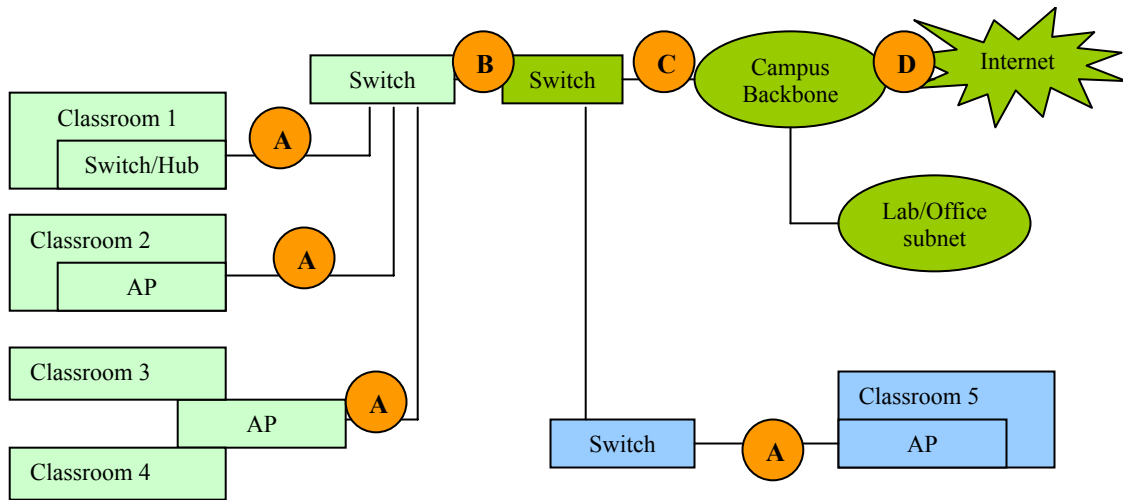 Switch
B
Switch
C
Campus
Backbone
D
Internet
Classroom 1
Switch/Hub
A
Classroom 2
AP
A
Lab/Office
subnet
Classroom 3
AP
A
Classroom 4
Switch
A
Classroom 5
AP